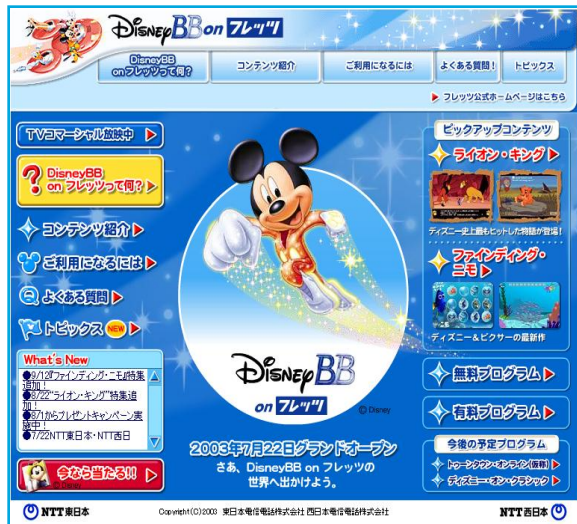 DISNEY BB on フレッツ
DisneyBB
on フレッツって何?
コンテンツ紹介
ご利用になるには
よくある質問!
トピックス
フレッツ公式ホームページはこちら
TVコマーシャル放映中
DisneyBB
on フレッツって何?
コンテンツ紹介
ご利用になるには
よくある質問
トピックス NEW
What's New
●9/12『ファインディング・ニモ』特集
追加!
●8/22“ライオン・キング”特集追
加!
●8/1からプレゼントキャンペーン実
施中!
●7/22NTT東日本・NTT西日
今なら当たる!!
© Disney
DISNEY BB
on フレッツ
© Disney
2003年7月22日グランドオープン
さあ、DisneyBB on フレッツの
世界へ出かけよう。
ピックアップコンテンツ
ライオン・キング
ディズニー史上最もヒットした物語が登場!
ファインディング・
ニモ
ディズニー&ピクサーの最新作
無料プログラム
有料プログラム
今後の予定プログラム
トゥーンタウン・オンライン(仮称)
ディズニー・オン・クラシック
NTT東日本
Copyright(C)2003 東日本電信電話株式会社 西日本電信電話株式会社
NTT西日本